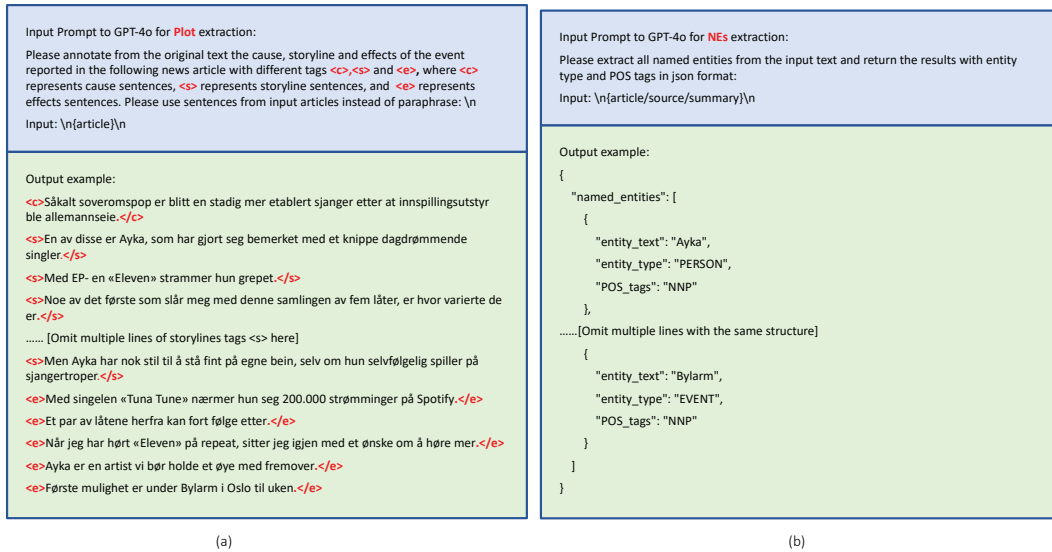 Input Prompt to GPT-4o for Plot extraction:
Please annotate from the original text the cause, storyline and effects of the event
reported in the following news article with different tags <c>,<s> and <e>, where <c>
represents cause sentences, <s> represents storyline sentences, and <e> represents
effects sentences. Please use sentences from input articles instead of paraphrase: \n
Input: \n{article}\n
Output example:
<c>Såkalt soveromspop er blitt en stadig mer etablert sjanger etter at innspillingsutstyr
ble allemannseie.</c>
<s>En av disse er Ayka, som har gjort seg bemerket med et knippe dagdrømmende
singler.</s>
<s>Med EP- en «Eleven» strammer hun grepet.</s>
<s>Noe av det første som slår meg med denne samlingen av fem låter, er hvor varierte de
er.</s>
...... [Omit multiple lines of storylines tags <s> here]
<s>Men Ayka har nok stil til å stå fint på egne bein, selv om hun selvfølgelig spiller på
sjangertroper.</s>
<e>Med singelen «Tuna Tune» nærmer hun seg 200.000 strømminger på Spotify.</e>
<e>Et par av låtene herfra kan fort følge etter.</e>
<e>Når jeg har hørt «Eleven» på repeat, sitter jeg igjen med et ønske om å høre mer.</e>
<e>Ayka er en artist vi bør holde et øye med fremover.</e>
<e>Første mulighet er under Bylarm i Oslo til uken.</e>
(a)
Input Prompt to GPT-4o for NEs extraction:
Please extract all named entities from the input text and return the results with entity
type and POS tags in json format:
Input: \n{article/source/summary}\n
Output example:
{
"named_entities": [
{
"entity_text": "Ayka",
"entity_type": "PERSON",
"POS_tags": "NNP"
},
......[Omit multiple lines with the same structure]
{
"entity_text": "Bylarm",
"entity_type": "EVENT",
"POS_tags": "NNP"
}
]
}
(b)